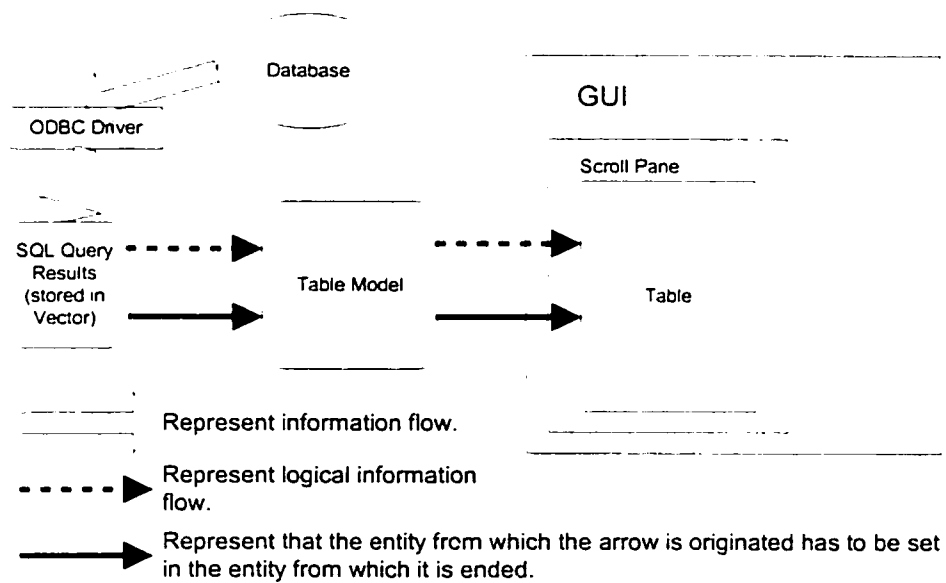 Database
GUI
ODBC Driver
Scroll Pane
SQL Query
Results
(stored in
Vector)
Table Model
Table
Represent information flow.
Represent logical information
flow.
Represent that the entity from which the arrow is originated has to be set
in the entity from which it is ended.